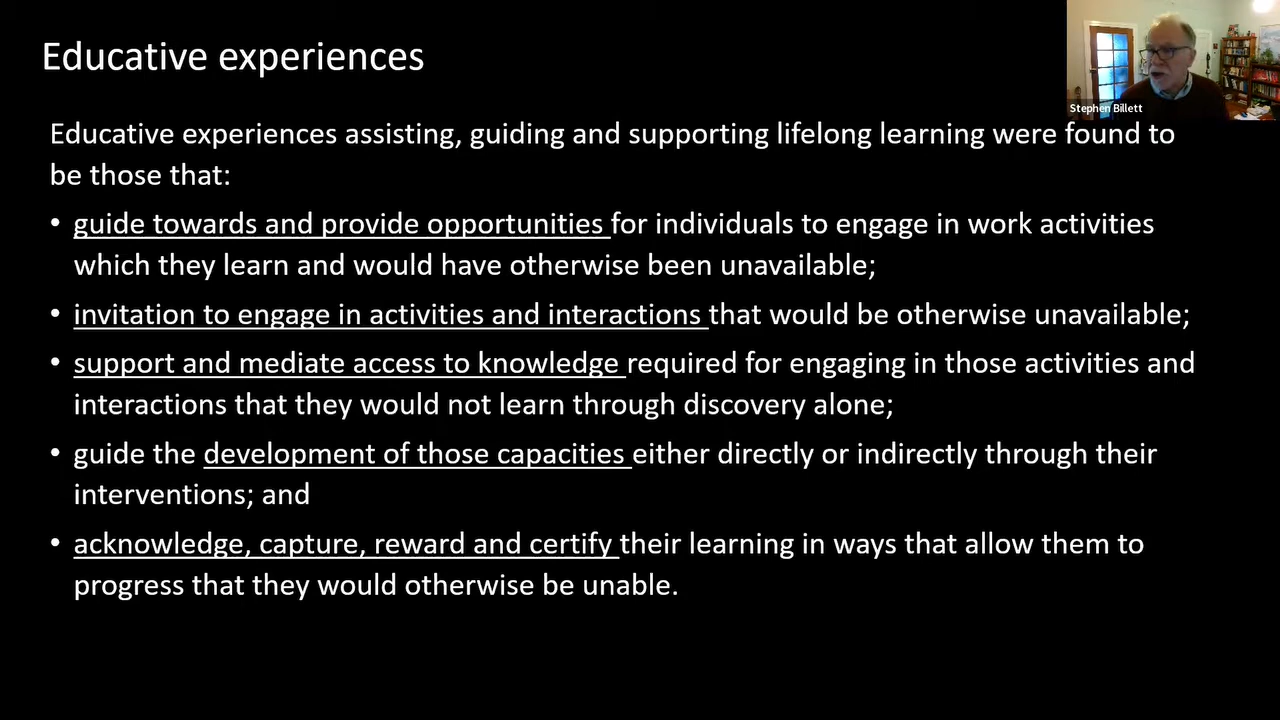 Educative experiences
Stephen Billett
Educative experiences assisting, guiding and supporting lifelong learning were found to
be those that:
• guide towards and provide opportunities for individuals to engage in work activities
which they learn and would have otherwise been unavailable;
• invitation to engage in activities and interactions that would be otherwise unavailable;
• support and mediate access to knowledge required for engaging in those activities and
interactions that they would not learn through discovery alone;
• guide the development of those capacities either directly or indirectly through their
interventions; and
• acknowledge, capture, reward and certify their learning in ways that allow them to
progress that they would otherwise be unable.